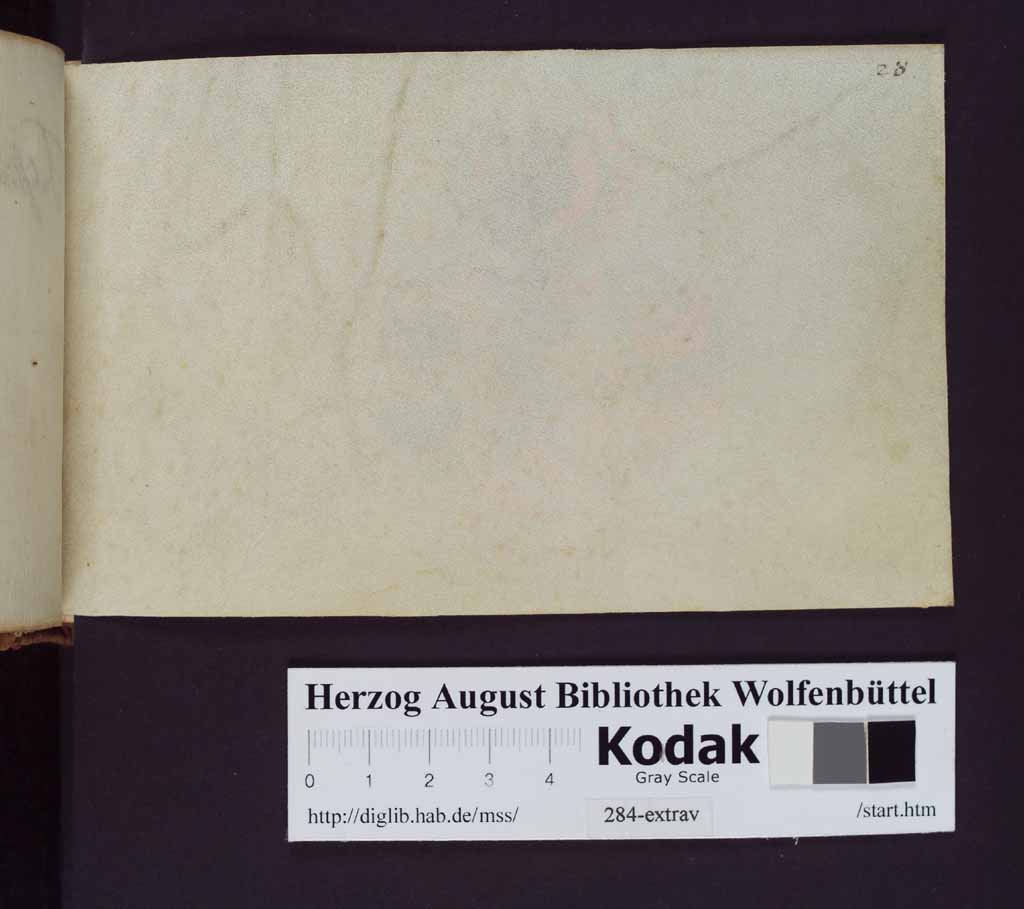 28
Herzog August Bibliothek Wolfenbüttel
Kodak
Gray Scale
0 1 2 3 4
http://diglib.hab.de/mss/
284-extrav
/start.htm